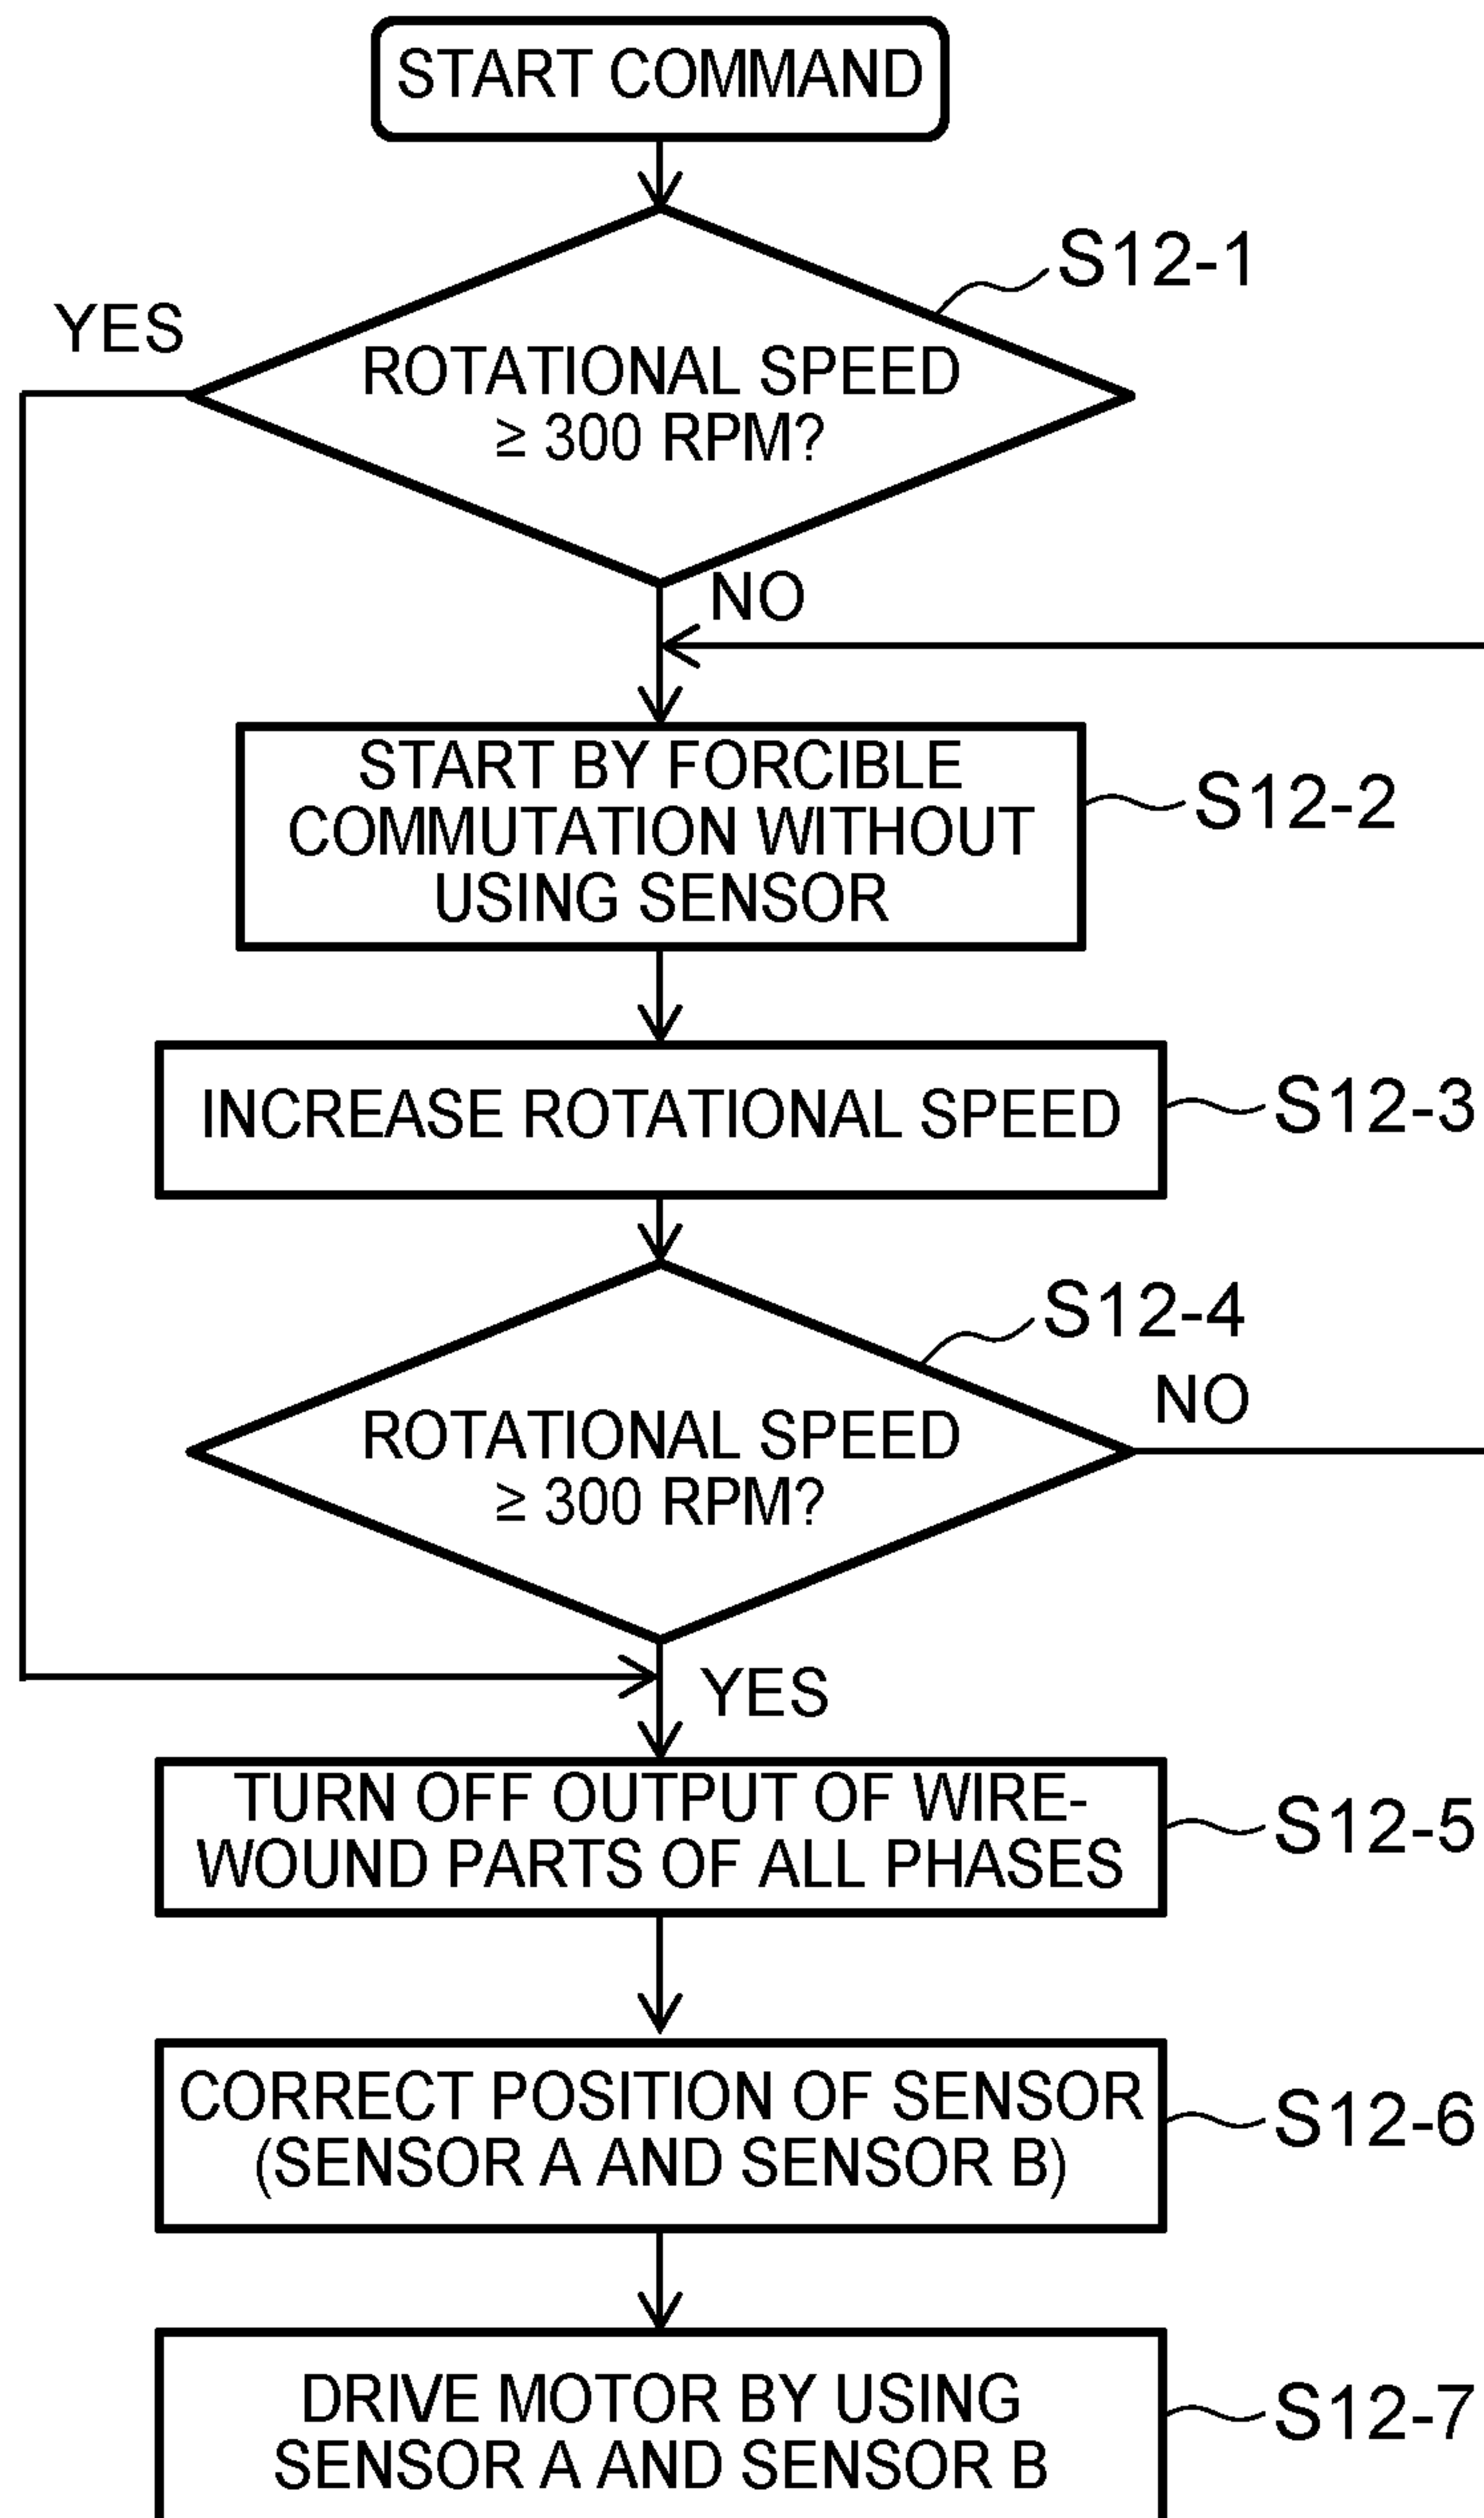 START COMMAND
S12-1
YES
ROTATIONAL SPEED
≥ 300 RPM?
NO
START BY FORCIBLE
COMMUTATION WITHOUT
USING SENSOR
S12-2
INCREASE ROTATIONAL SPEED
S12-3
S12-4
NO
ROTATIONAL SPEED
≥ 300 RPM?
YES
TURN OFF OUTPUT OF WIRE-
WOUND PARTS OF ALL PHASES
S12-5
CORRECT POSITION OF SENSOR
(SENSOR A AND SENSOR B)
S12-6
DRIVE MOTOR BY USING
SENSOR A AND SENSOR B
S12-7